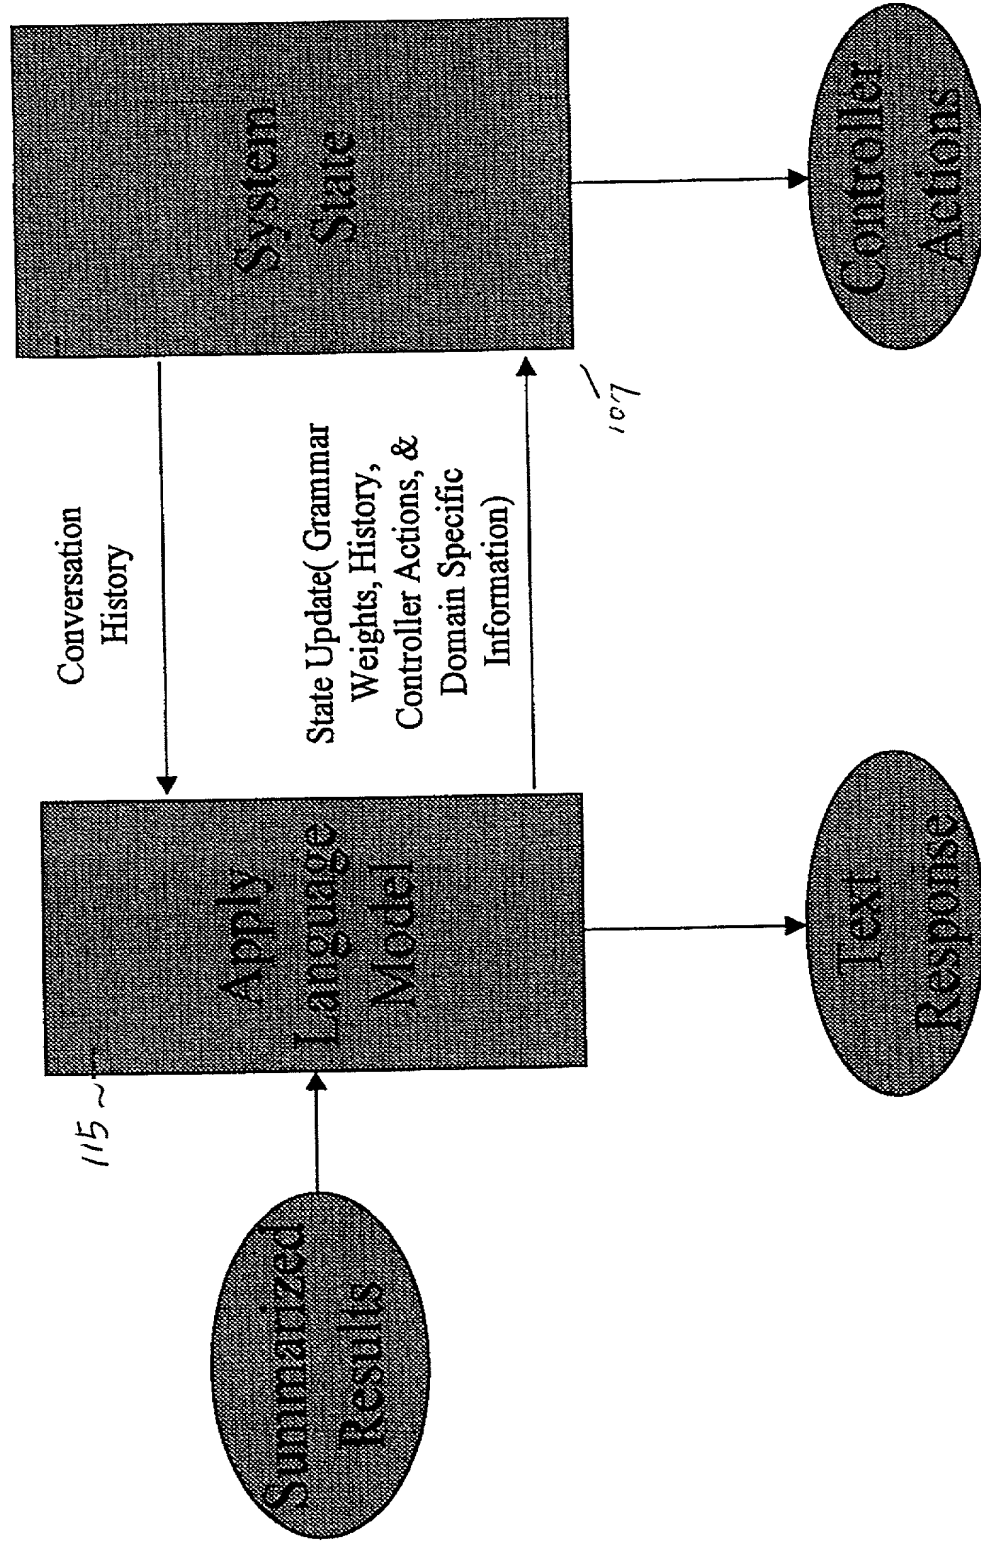 Summarized
Results
115
Apply
Language
Model
Text
Response
Conversation
History
State Update( Grammar
Weights, History,
Controller Actions, &
Domain Specific
Information)
107
System
State
Controller
Actions